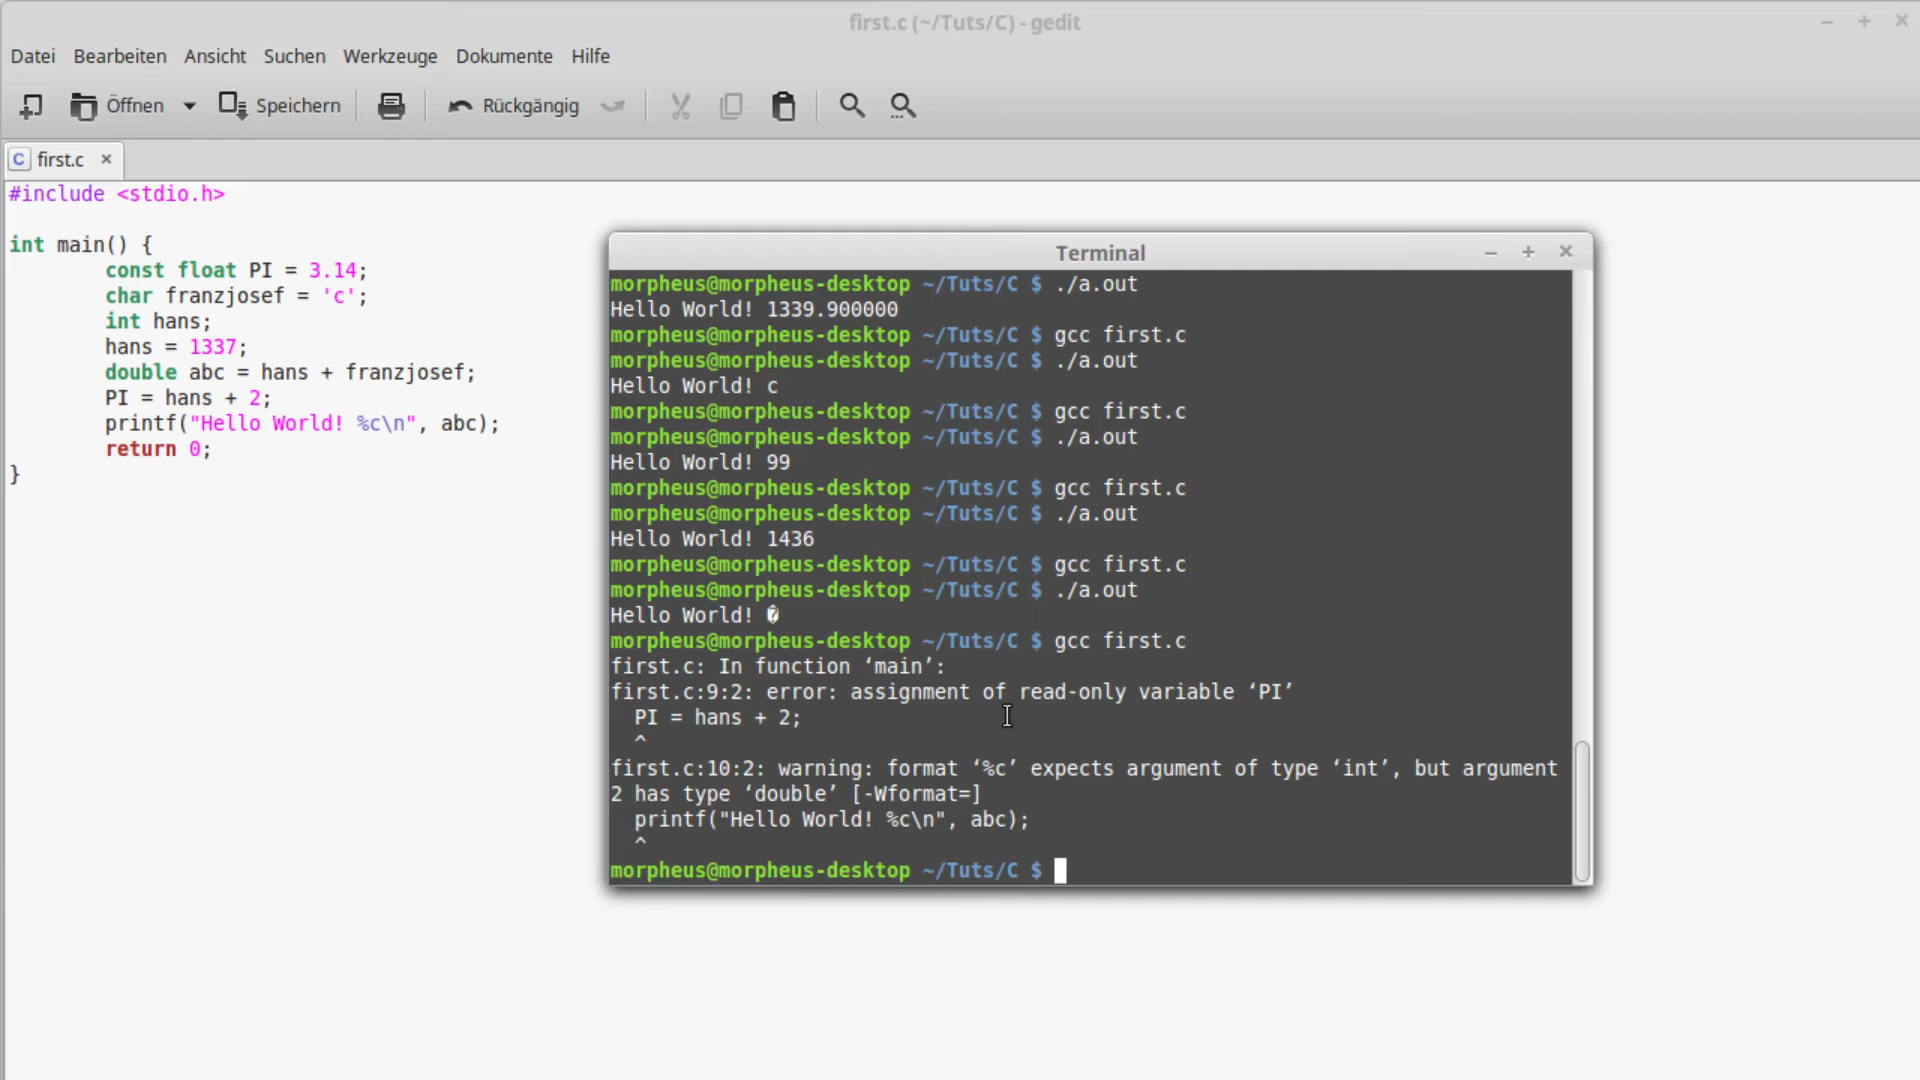 first.c (~/Tuts/C) - gedit
Datei Bearbeiten Ansicht Suchen Werkzeuge Dokumente Hilfe
Öffnen Speichern Rückgängig
C first.c
#include <stdio.h>
int main() {
const float PI = 3.14;
char franzjosef = 'c';
int hans;
hans = 1337;
double abc = hans + franzjosef;
PI = hans + 2;
printf("Hello World! %c\n", abc);
return 0;
}
Terminal
morpheus@morpheus-desktop ~/Tuts/C $ ./a.out
Hello World! 1339.900000
morpheus@morpheus-desktop ~/Tuts/C $ gcc first.c
morpheus@morpheus-desktop ~/Tuts/C $ ./a.out
Hello World! c
morpheus@morpheus-desktop ~/Tuts/C $ gcc first.c
morpheus@morpheus-desktop ~/Tuts/C $ ./a.out
Hello World! 99
morpheus@morpheus-desktop ~/Tuts/C $ gcc first.c
morpheus@morpheus-desktop ~/Tuts/C $ ./a.out
Hello World! 1436
morpheus@morpheus-desktop ~/Tuts/C $ gcc first.c
morpheus@morpheus-desktop ~/Tuts/C $ ./a.out
Hello World! �
morpheus@morpheus-desktop ~/Tuts/C $ gcc first.c
first.c: In function ‘main’:
first.c:9:2: error: assignment of read-only variable ‘PI’
PI = hans + 2;
^
first.c:10:2: warning: format ‘%c’ expects argument of type ‘int’, but argument
2 has type ‘double’ [-Wformat=]
printf("Hello World! %c\n", abc);
^
morpheus@morpheus-desktop ~/Tuts/C $